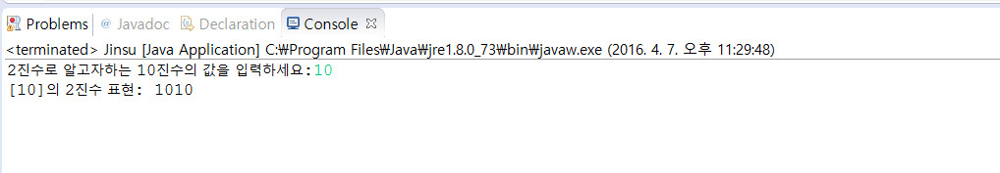 Problems @ Javadoc Declaration Console
<terminated> Jinsu [Java Application] C:₩Program Files₩Java₩jre1.8.0_73₩bin₩javaw.exe (2016. 4. 7. 오후 11:29:48)
2진수로 알고자하는 10진수의 값을 입력하세요:10
[10]의 2진수 표현: 1010